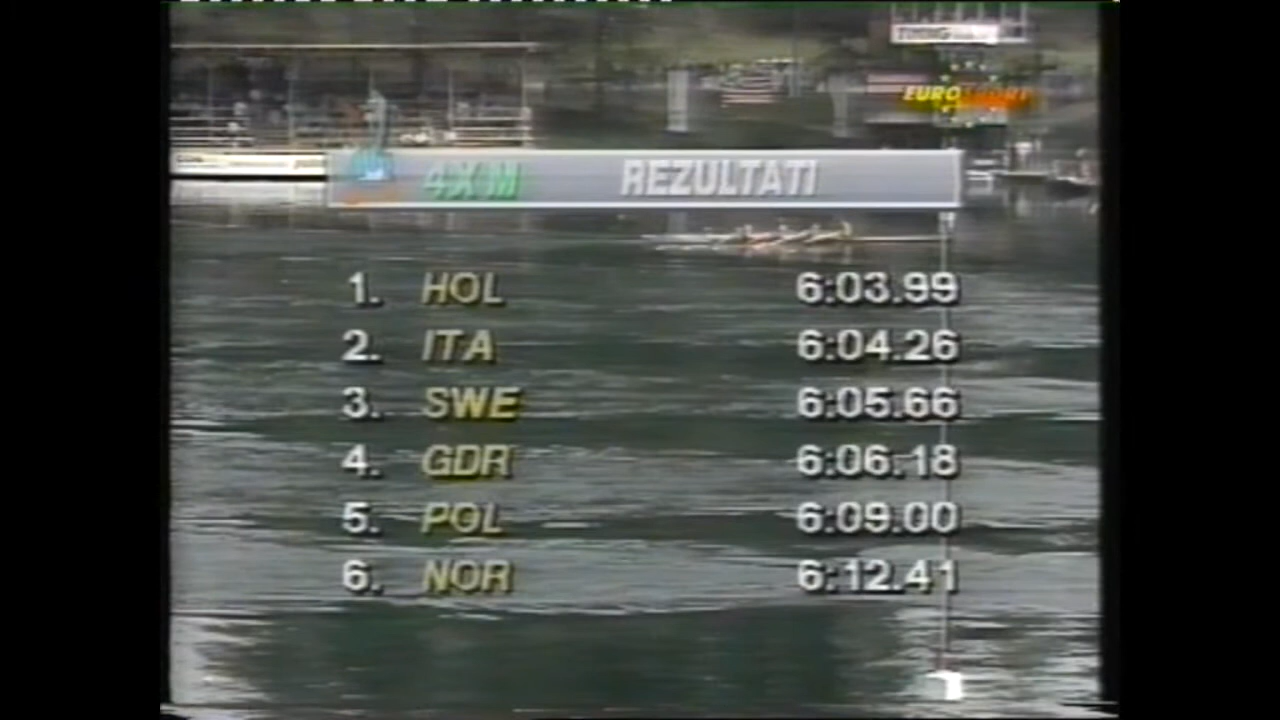 EUROSPORT
4X M REZULTATI
1. HOL 6:03.99
2. ITA 6:04.26
3. SWE 6:05.66
4. GDR 6:06.18
5. POL 6:09.00
6. NOR 6:12.41